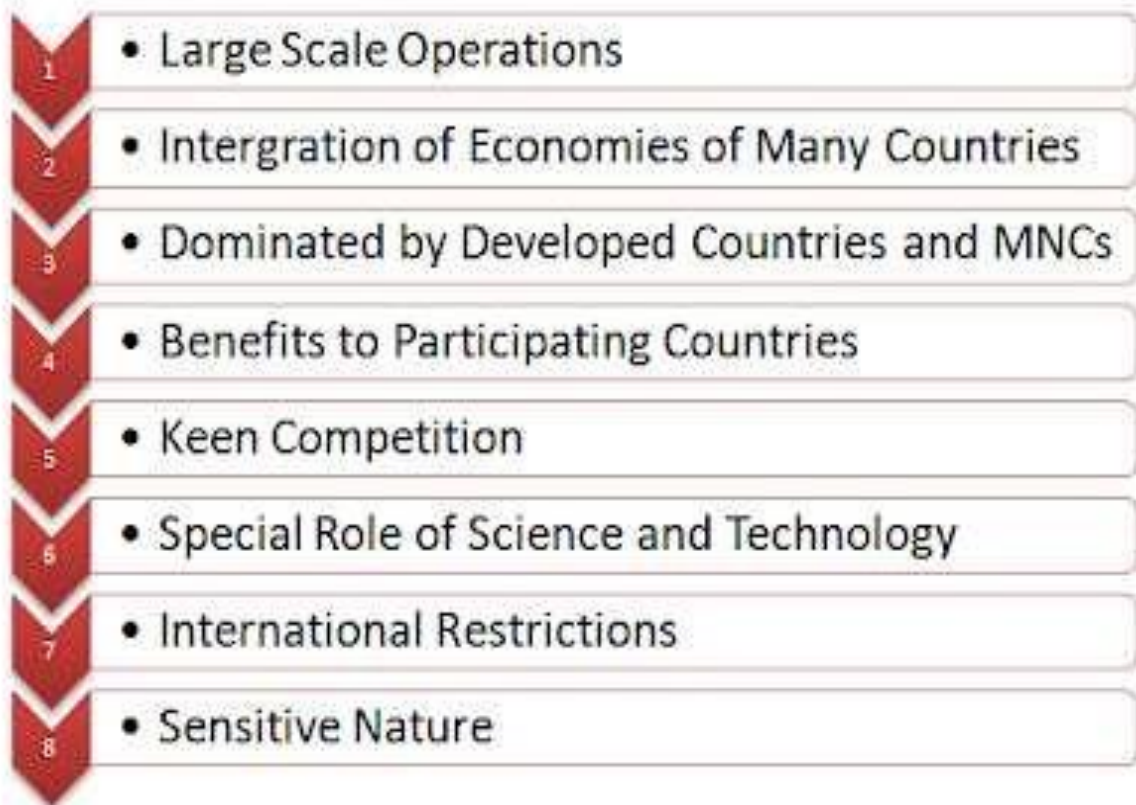 1 • Large Scale Operations
2 • Intergration of Economies of Many Countries
3 • Dominated by Developed Countries and MNCs
4 • Benefits to Participating Countries
5 • Keen Competition
6 • Special Role of Science and Technology
7 • International Restrictions
8 • Sensitive Nature